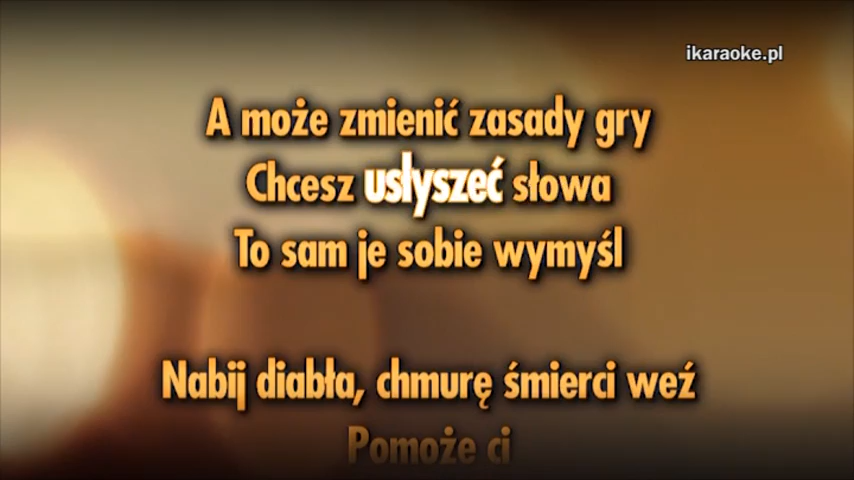 ikaraoke.pl
A może zmienić zasady gry
Chcesz usłyszeć słowa
To sam je sobie wymyśl
Nabij diabła, chmurę śmierci weź
Pomoże ci